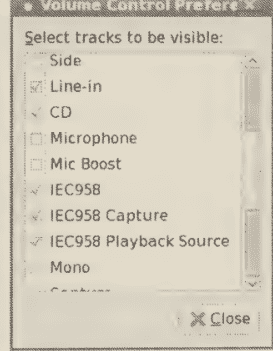 Volume Control Prefere
Select tracks to be visible:
Side
Line-in
CD
Microphone
Mic Boost
IEC958
IEC958 Capture
IEC958 Playback Source
Mono
Close